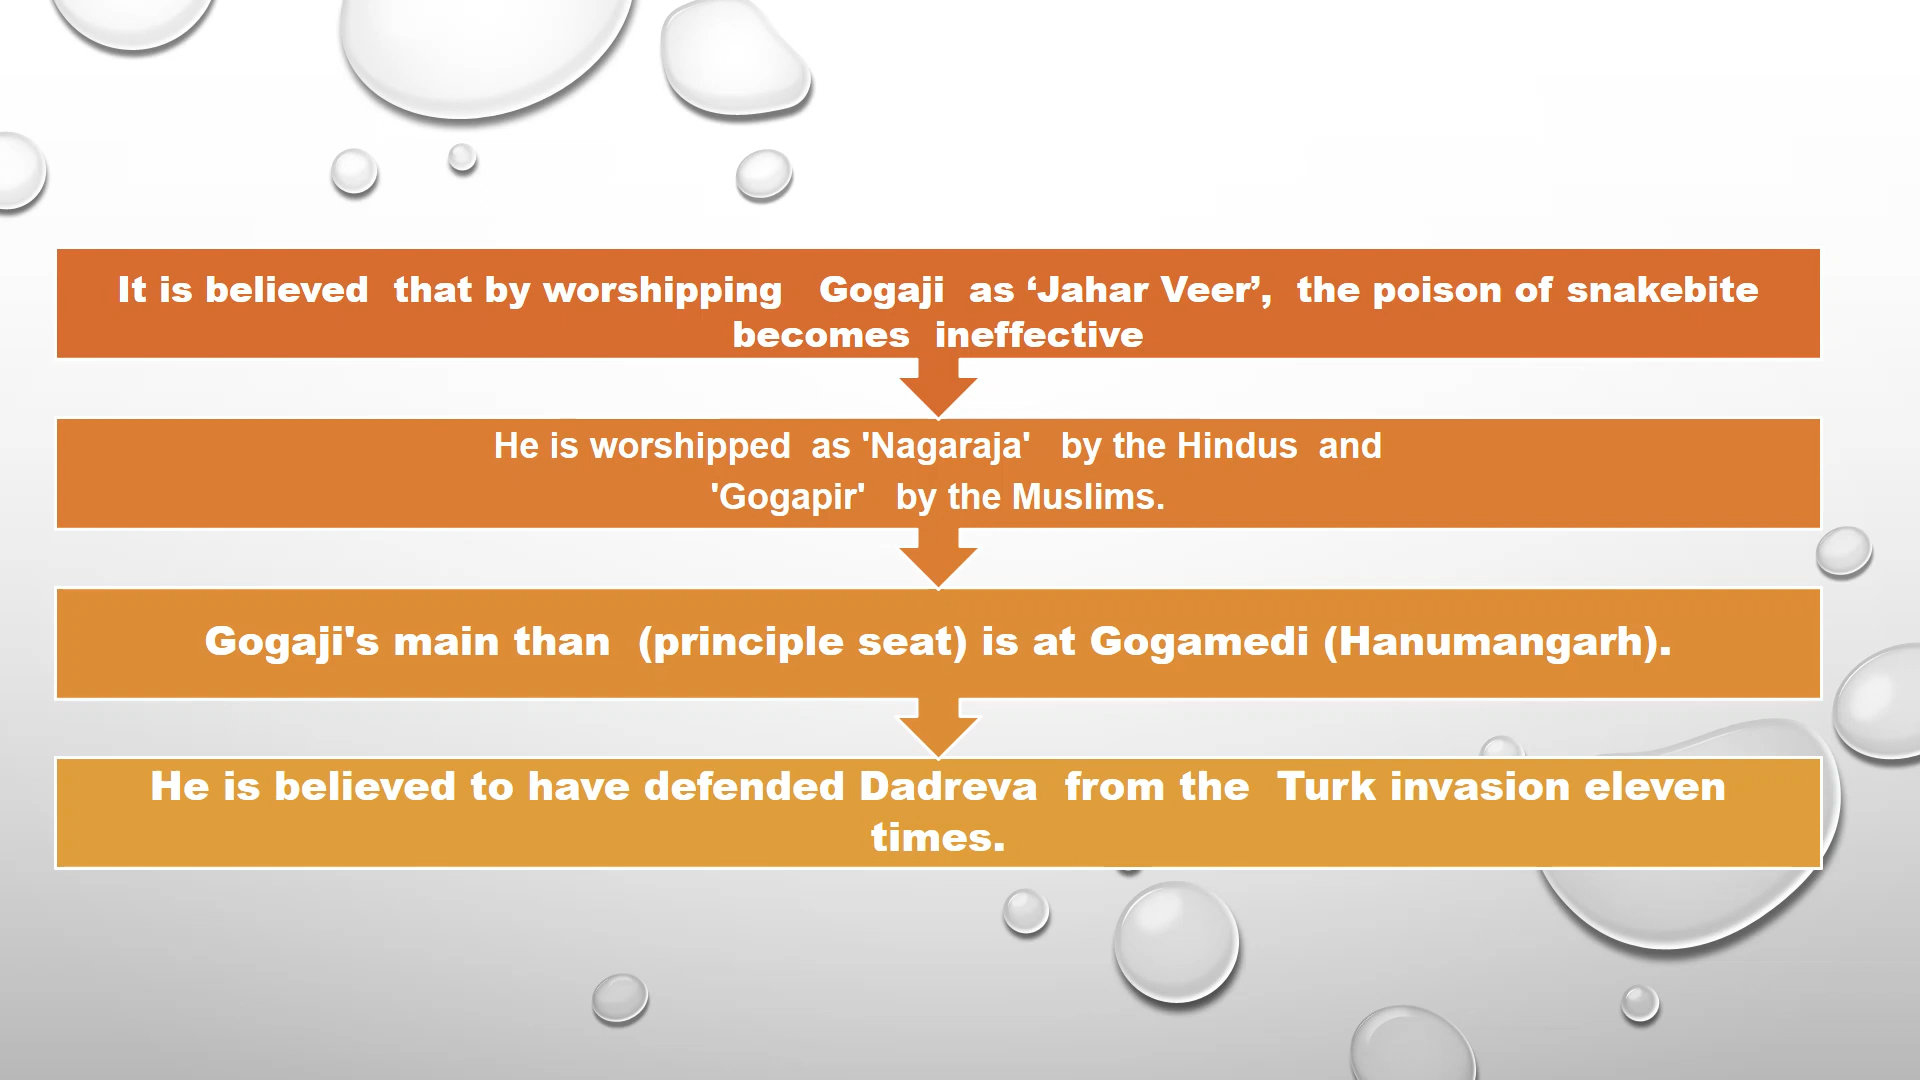 It is believed  that by worshipping   Gogaji  as ‘Jahar Veer’,  the poison of snakebite
becomes  ineffective
He is worshipped  as 'Nagaraja'   by the Hindus  and
'Gogapir'   by the Muslims.
Gogaji's main than  (principle seat) is at Gogamedi (Hanumangarh).
He is believed to have defended Dadreva  from the  Turk invasion eleven
times.